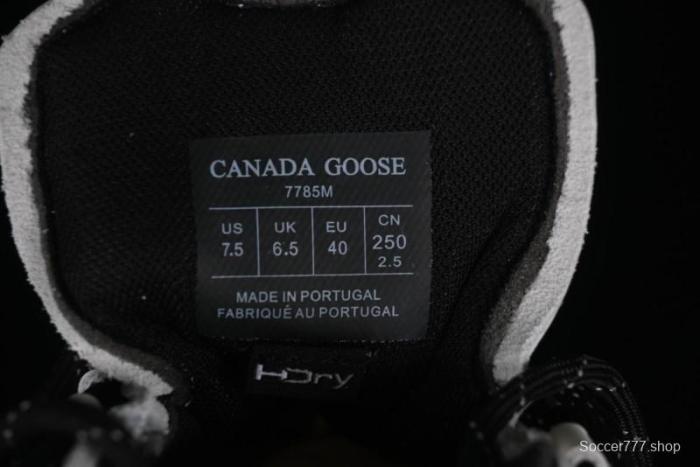 CANADA GOOSE
7785M
US UK EU CN
7.5 6.5 40 250
2.5
MADE IN PORTUGAL
FABRIQUÉ AU PORTUGAL
HDry
Soccer777.shop